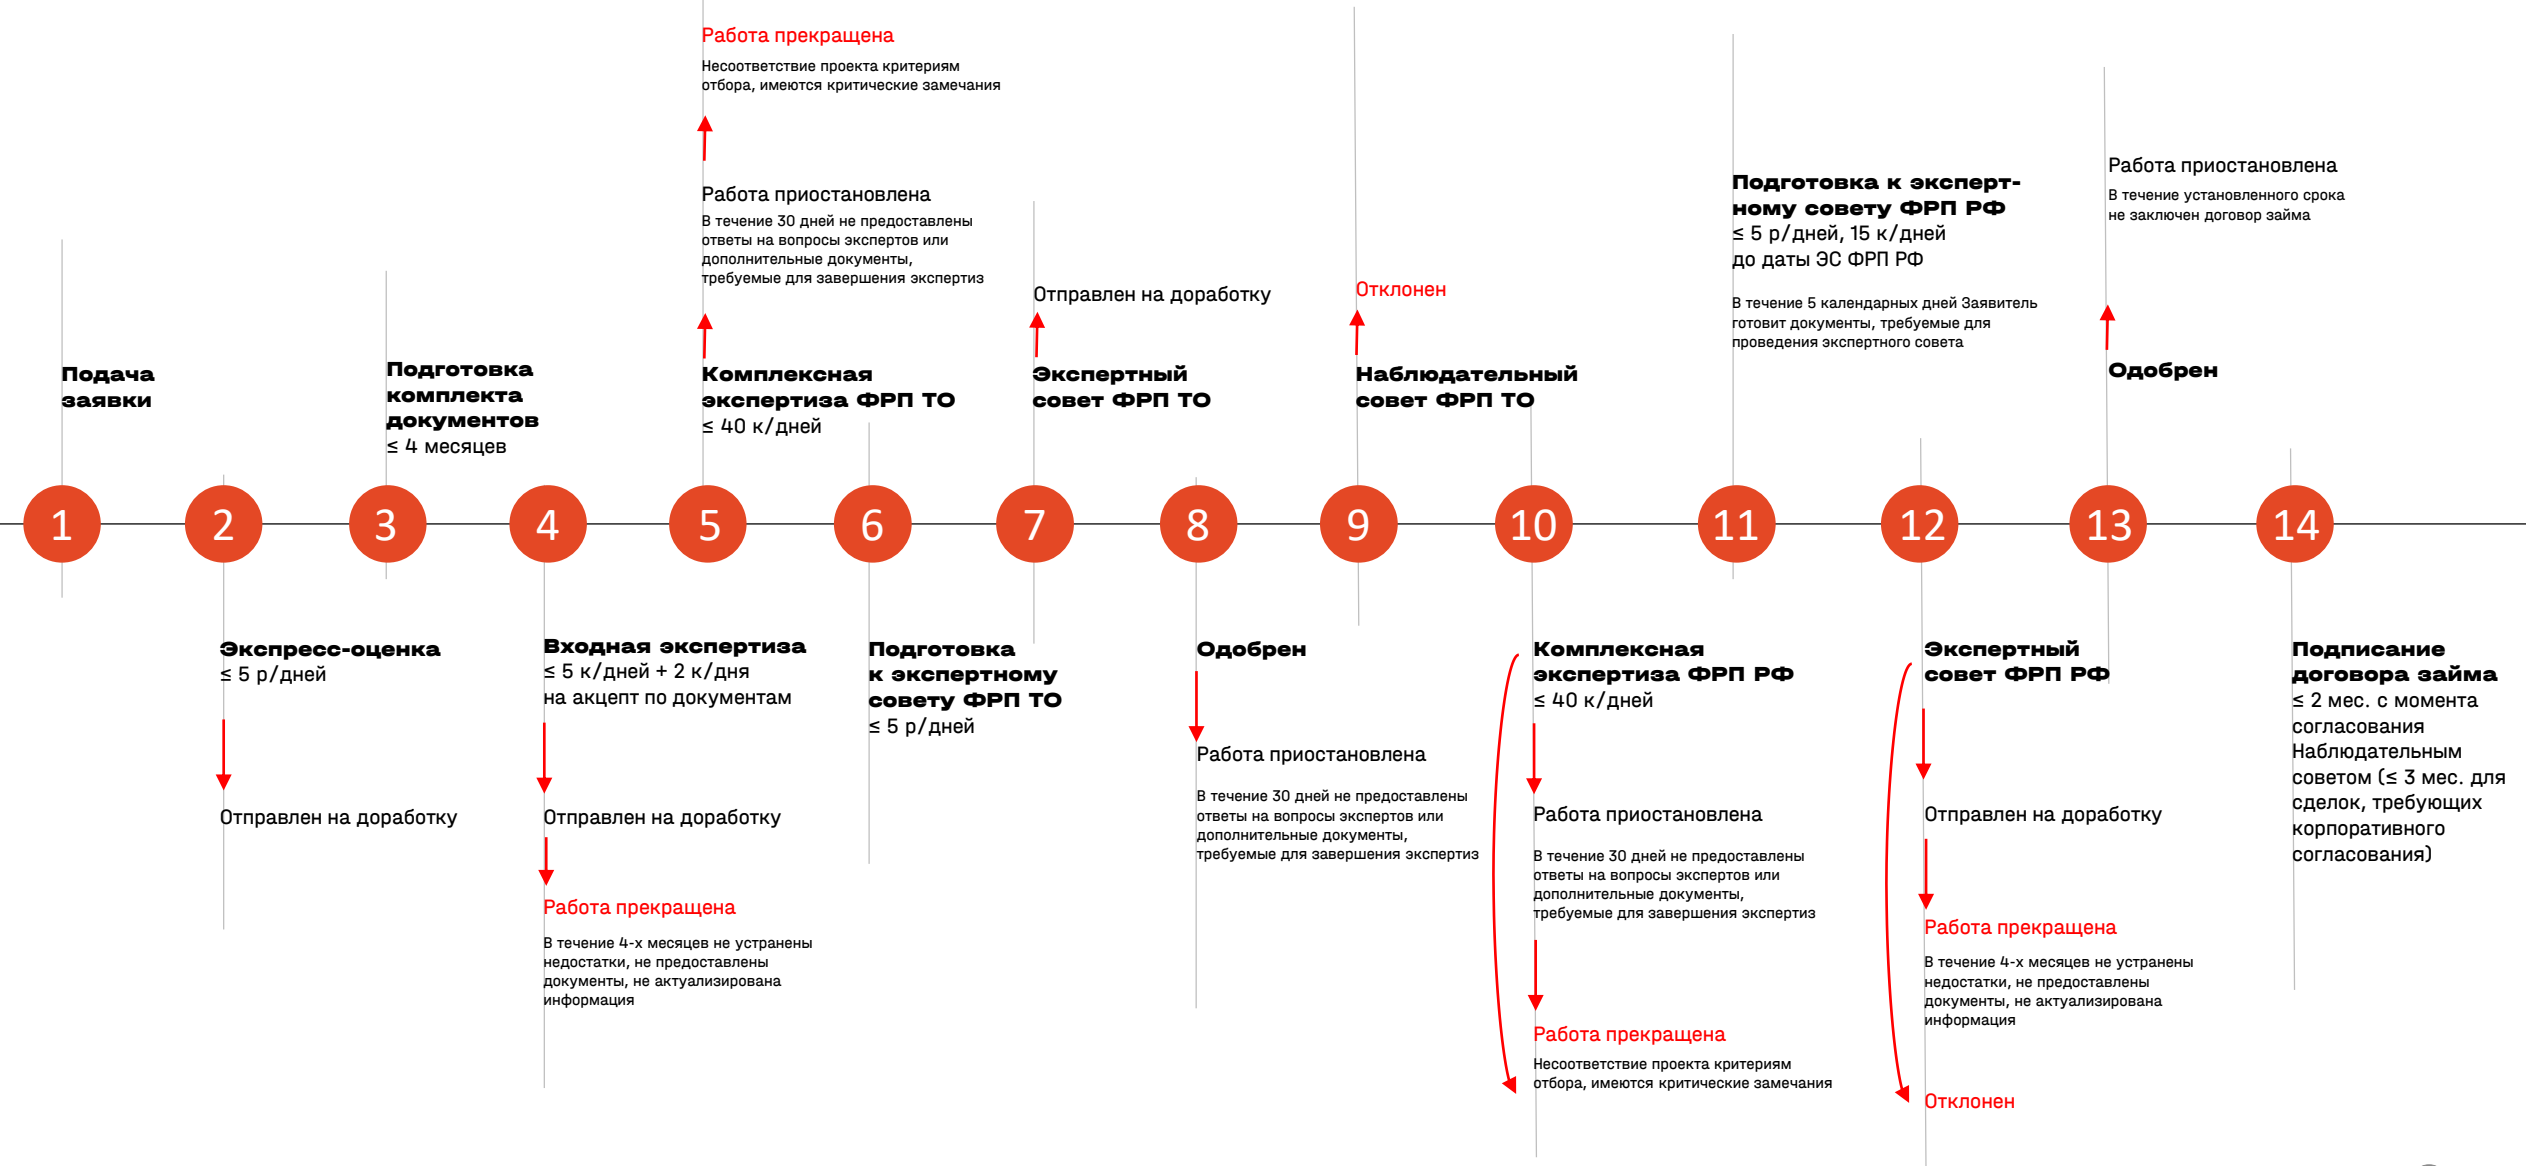 Работа прекращена
Несоответствие проекта критериям
отбора, имеются критические замечания
Работа приостановлена
В течение 30 дней не предоставлены
ответы на вопросы экспертов или
дополнительные документы,
требуемые для завершения экспертиз
Отправлен на доработку
Отклонен
Подготовка к эксперт-
ному совету ФРП РФ
≤ 5 р/дней, 15 к/дней
до даты ЭС ФРП РФ
В течение 5 календарных дней Заявитель
готовит документы, требуемые для
проведения экспертного совета
Работа приостановлена
В течение установленного срока
не заключен договор займа
Подача
заявки
Подготовка
комплекта
документов
≤ 4 месяцев
Комплексная
экспертиза ФРП ТО
≤ 40 к/дней
Экспертный
совет ФРП ТО
Наблюдательный
совет ФРП ТО
Одобрен
1
2
3
4
5
6
7
8
9
10
11
12
13
14
Экспресс-оценка
≤ 5 р/дней
Отправлен на доработку
Входная экспертиза
≤ 5 к/дней + 2 к/дня
на акцепт по документам
Отправлен на доработку
Работа прекращена
В течение 4-х месяцев не устранены
недостатки, не предоставлены
документы, не актуализирована
информация
Подготовка
к экспертному
совету ФРП ТО
≤ 5 р/дней
Одобрен
Работа приостановлена
В течение 30 дней не предоставлены
ответы на вопросы экспертов или
дополнительные документы,
требуемые для завершения экспертиз
Комплексная
экспертиза ФРП РФ
≤ 40 к/дней
Работа приостановлена
В течение 30 дней не предоставлены
ответы на вопросы экспертов или
дополнительные документы,
требуемые для завершения экспертиз
Работа прекращена
Несоответствие проекта критериям
отбора, имеются критические замечания
Экспертный
совет ФРП РФ
Отправлен на доработку
Работа прекращена
В течение 4-х месяцев не устранены
недостатки, не предоставлены
документы, не актуализирована
информация
Отклонен
Подписание
договора займа
≤ 2 мес. с момента
согласования
Наблюдательным
советом (≤ 3 мес. для
сделок, требующих
корпоративного
согласования)